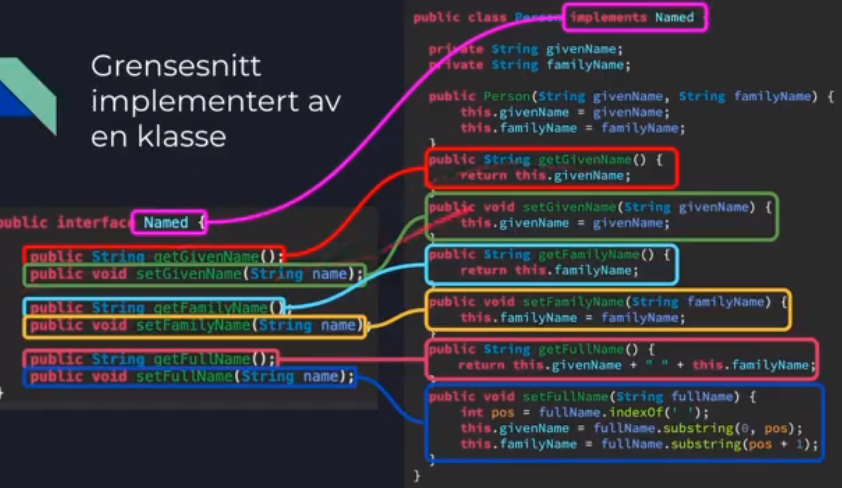 Grensesnitt
implementert av
en klasse
public interface Named {
public String getGivenName();
public void setGivenName(String name);
public String getFamilyName();
public void setFamilyName(String name);
public String getFullName();
public void setFullName(String name);
}
public class Person implements Named {
private String givenName;
private String familyName;
public Person(String givenName, String familyName) {
this.givenName = givenName;
this.familyName = familyName;
}
public String getGivenName() {
return this.givenName;
}
public void setGivenName(String givenName) {
this.givenName = givenName;
}
public String getFamilyName() {
return this.familyName;
}
public void setFamilyName(String familyName) {
this.familyName = familyName;
}
public String getFullName() {
return this.givenName + " " + this.familyName;
}
public void setFullName(String fullName) {
int pos = fullName.indexOf(' ');
this.givenName = fullName.substring(0, pos);
this.familyName = fullName.substring(pos + 1);
}
}